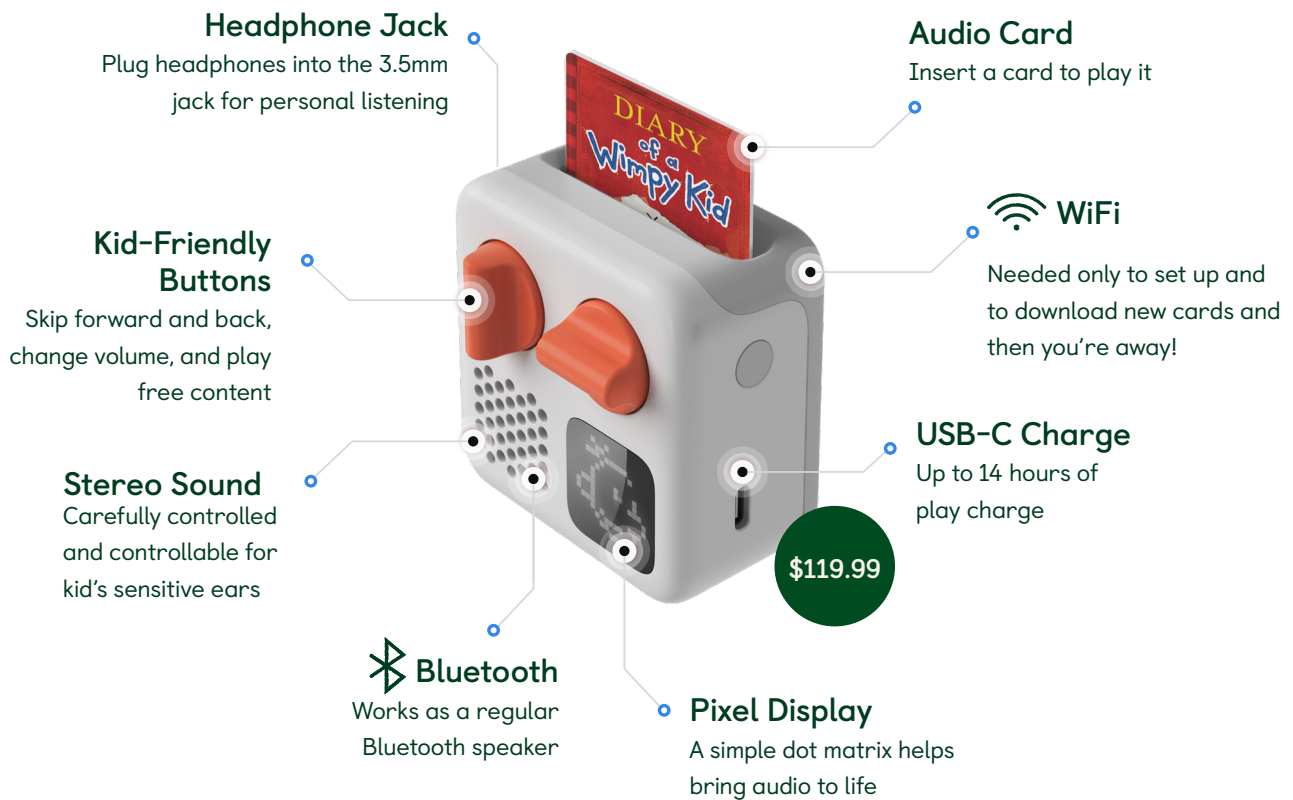 Headphone Jack
Plug headphones into the 3.5mm
jack for personal listening
Audio Card
Insert a card to play it
DIARY
of a
Wimpy Kid
WiFi
Needed only to set up and
to download new cards and
then you're away!
Kid-Friendly
Buttons
Skip forward and back,
change volume, and play
free content
USB-C Charge
Up to 14 hours of
play charge
Stereo Sound
Carefully controlled
and controllable for
kid's sensitive ears
$119.99
Bluetooth
Works as a regular
Bluetooth speaker
Pixel Display
A simple dot matrix helps
bring audio to life